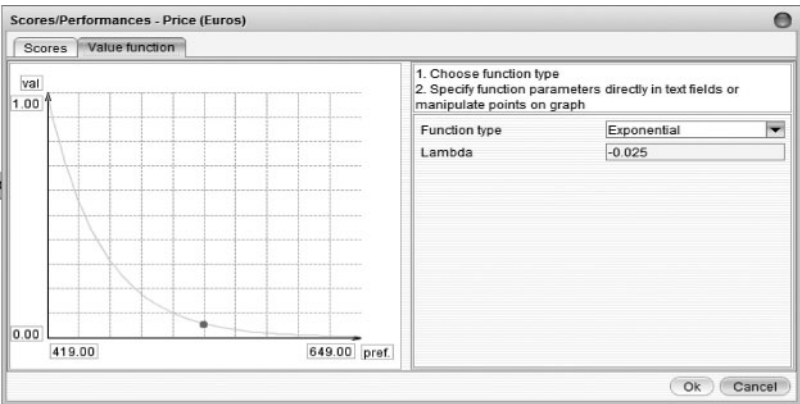 Scores/Performances - Price (Euros)
Scores
Value function
val
1.00
0.00
419.00
649.00
pref.
1. Choose function type
2. Specify function parameters directly in text fields or
manipulate points on graph
Function type
Exponential
Lambda
-0.025
Ok
Cancel